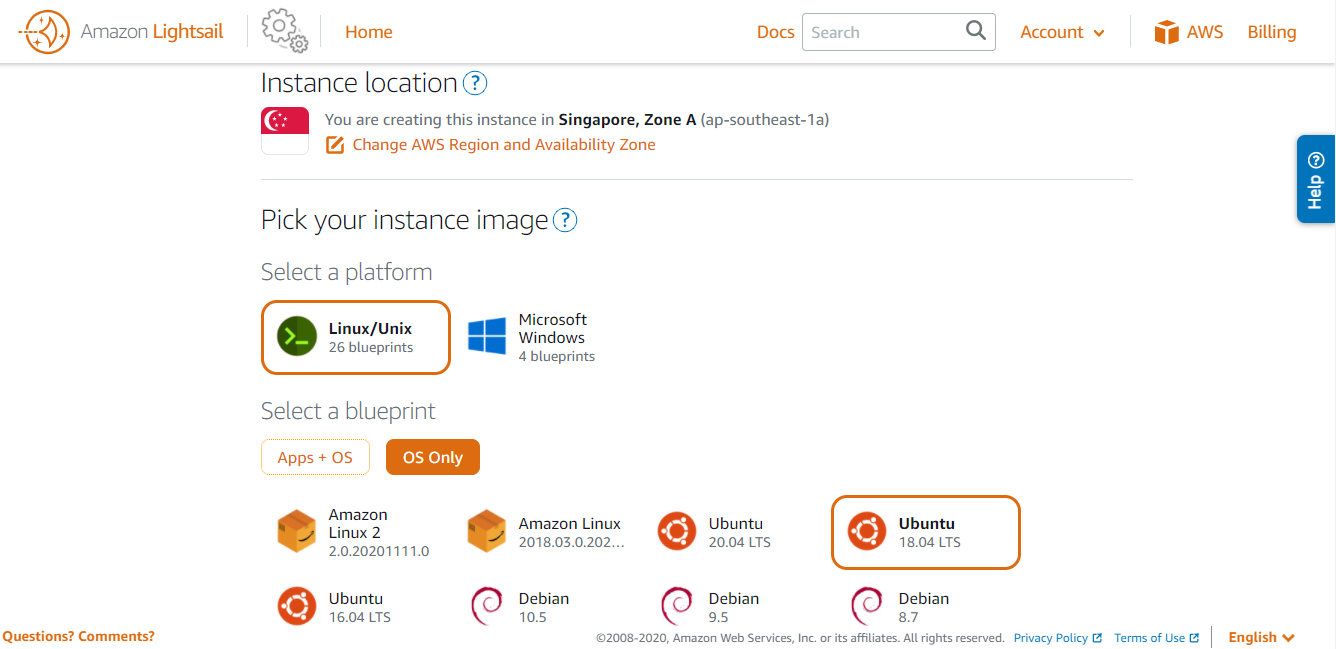 Amazon Lightsail
Home
Docs
Search
Account
AWS
Billing
Instance location ?
You are creating this instance in Singapore, Zone A (ap-southeast-1a)
Change AWS Region and Availability Zone
Help ?
Pick your instance image ?
Select a platform
Linux/Unix
26 blueprints
Microsoft
Windows
4 blueprints
Select a blueprint
Apps + OS
OS Only
Amazon
Linux 2
2.0.20201111.0
Amazon Linux
2018.03.0.202...
Ubuntu
20.04 LTS
Ubuntu
18.04 LTS
Ubuntu
16.04 LTS
Debian
10.5
Debian
9.5
Debian
8.7
Questions? Comments?
©2008-2020, Amazon Web Services, Inc. or its affiliates. All rights reserved.
Privacy Policy
Terms of Use
English